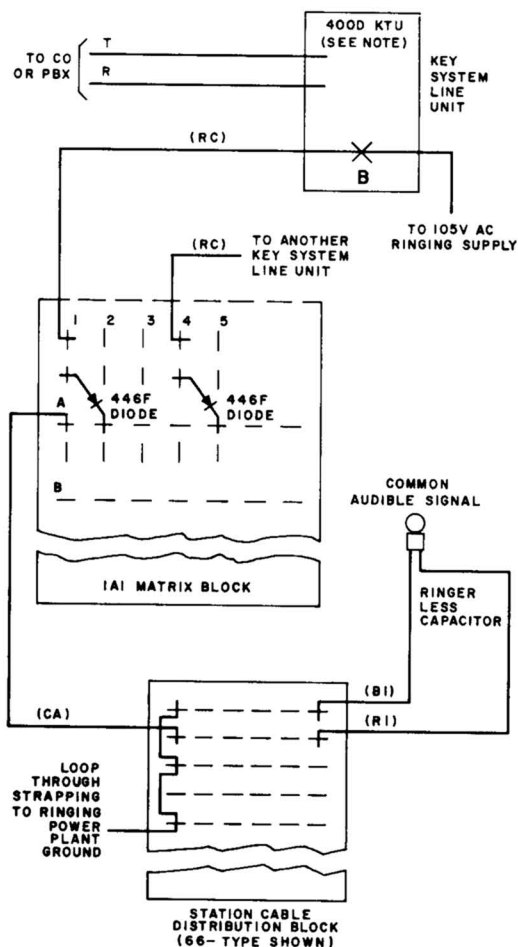 400D KTU
(SEE NOTE)
TO CO
OR PBX
T
R
KEY
SYSTEM
LINE
UNIT
(RC)
B
TO 105V AC
RINGING SUPPLY
(RC)
TO ANOTHER
KEY SYSTEM
LINE UNIT
1 2 3 4 5
A
446F
DIODE
446F
DIODE
B
1A1 MATRIX BLOCK
COMMON
AUDIBLE SIGNAL
RINGER
LESS
CAPACITOR
(CA)
(B1)
(R1)
LOOP
THROUGH
STRAPPING
TO RINGING
POWER
PLANT
GROUND
STATION CABLE
DISTRIBUTION BLOCK
(66- TYPE SHOWN)